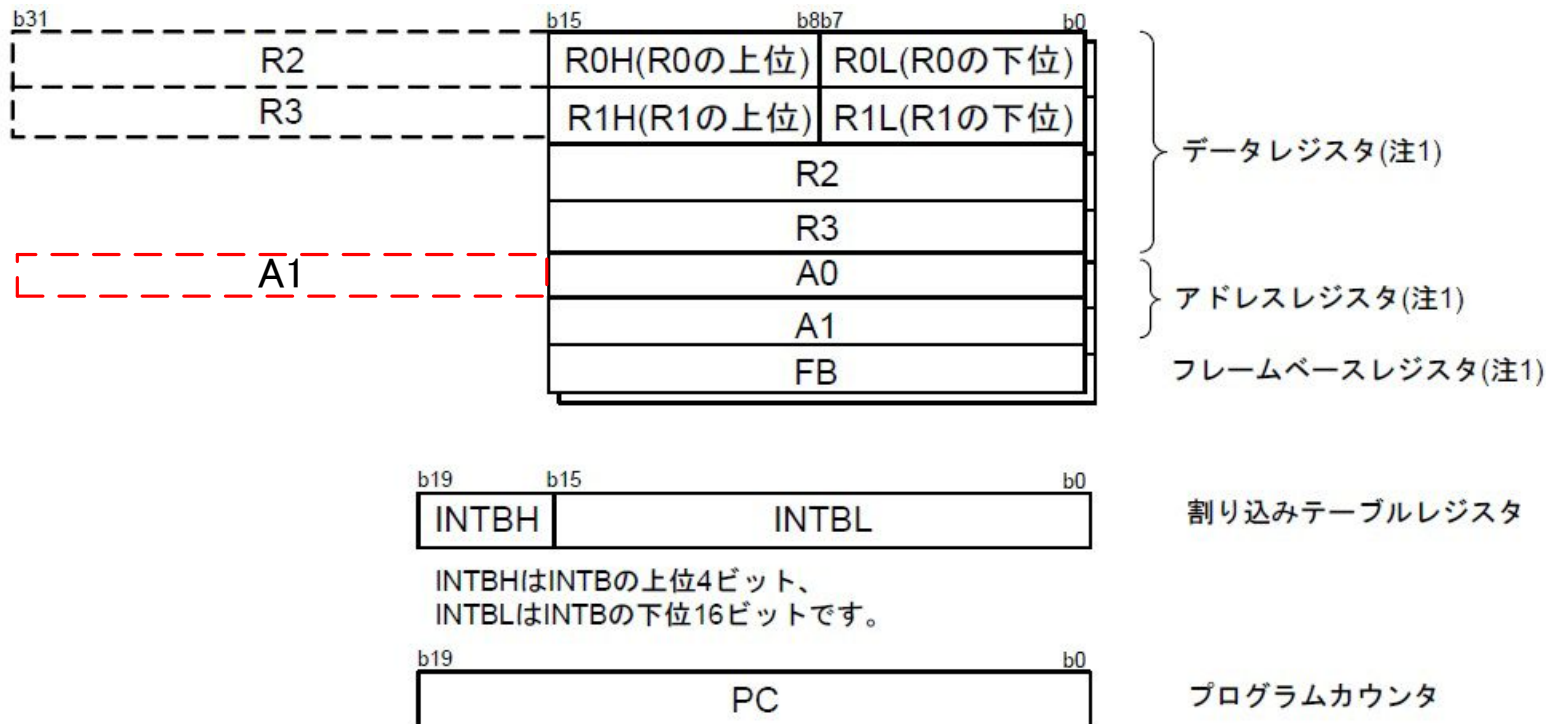 b31 b15 b8b7 b0
R2 R0H(R0の上位) R0L(R0の下位)
R3 R1H(R1の上位) R1L(R1の下位)
データレジスタ(注1)
R2
R3
A1 A0
アドレスレジスタ(注1)
A1
FB フレームベースレジスタ(注1)
b19 b15 b0
INTBH INTBL 割り込みテーブルレジスタ
INTBHはINTBの上位4ビット、
INTBLはINTBの下位16ビットです。
b19 b0
PC プログラムカウンタ